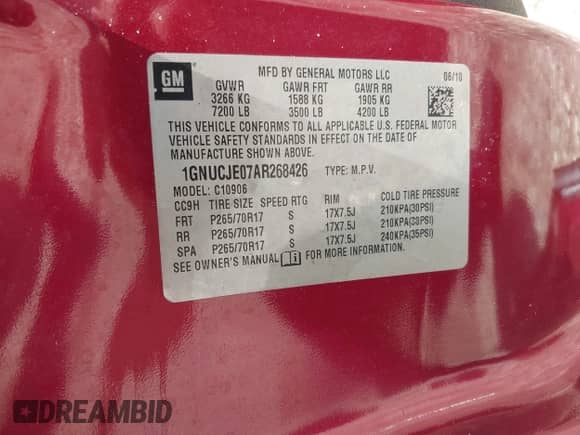 GM
MFD BY GENERAL MOTORS LLC 06/10
GVWR GAWR FRT GAWR RR
3266 KG 1588 KG 1905 KG
7200 LB 3500 LB 4200 LB
THIS VEHICLE CONFORMS TO ALL APPLICABLE U.S. FEDERAL MOTOR
VEHICLE SAFETY STANDARDS IN EFFECT ON THE DATE OF
MANUFACTURE SHOWN ABOVE.
1GNUCJE07AR268426 TYPE: M.P.V.
MODEL: C10906
CC9H TIRE SIZE SPEED RTG RIM COLD TIRE PRESSURE
FRT P265/70R17 S 17X7.5J 210KPA(30PSI)
RR P265/70R17 S 17X7.5J 210KPA(30PSI)
SPA P265/70R17 S 17X7.5J 240KPA(35PSI)
SEE OWNER'S MANUAL FOR MORE INFORMATION.
DREAMBID